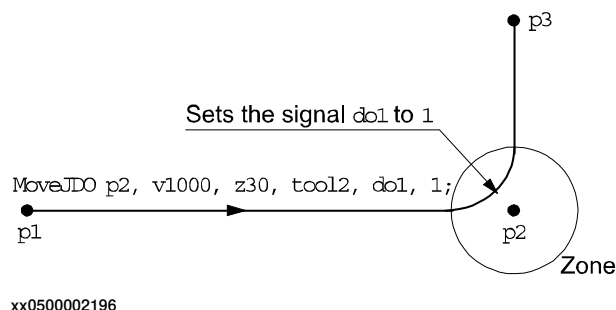 p3
Sets the signal do1 to 1
MoveJDO p2, v1000, z30, tool2, do1, 1;
p1
p2
Zone
xx0500002196